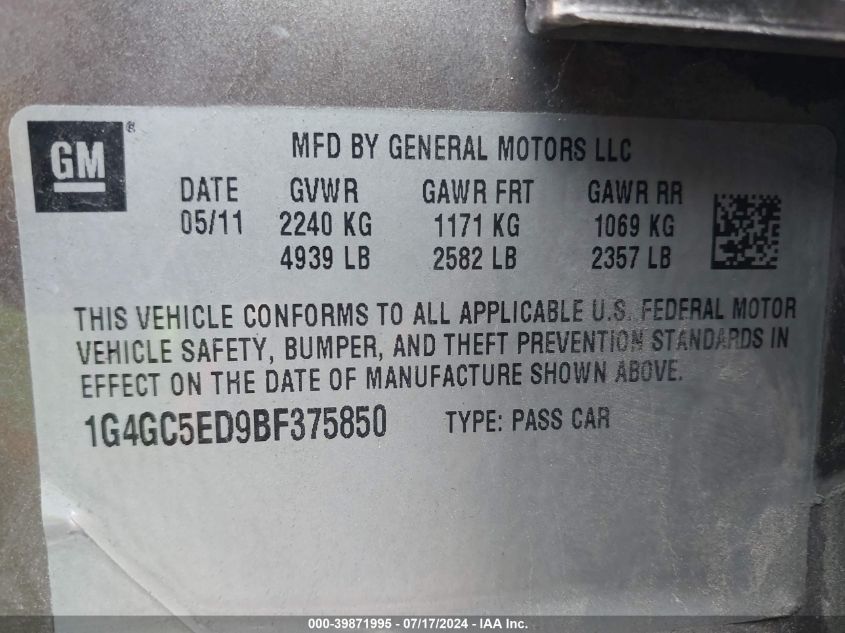 GM®
MFD BY GENERAL MOTORS LLC
DATE GVWR GAWR FRT GAWR RR
05/11 2240 KG 1171 KG 1069 KG
4939 LB 2582 LB 2357 LB
THIS VEHICLE CONFORMS TO ALL APPLICABLE U.S. FEDERAL MOTOR
VEHICLE SAFETY, BUMPER, AND THEFT PREVENTION STANDARDS IN
EFFECT ON THE DATE OF MANUFACTURE SHOWN ABOVE.
1G4GC5ED9BF375850 TYPE: PASS CAR
000-39871995 - 07/17/2024 - IAA Inc.